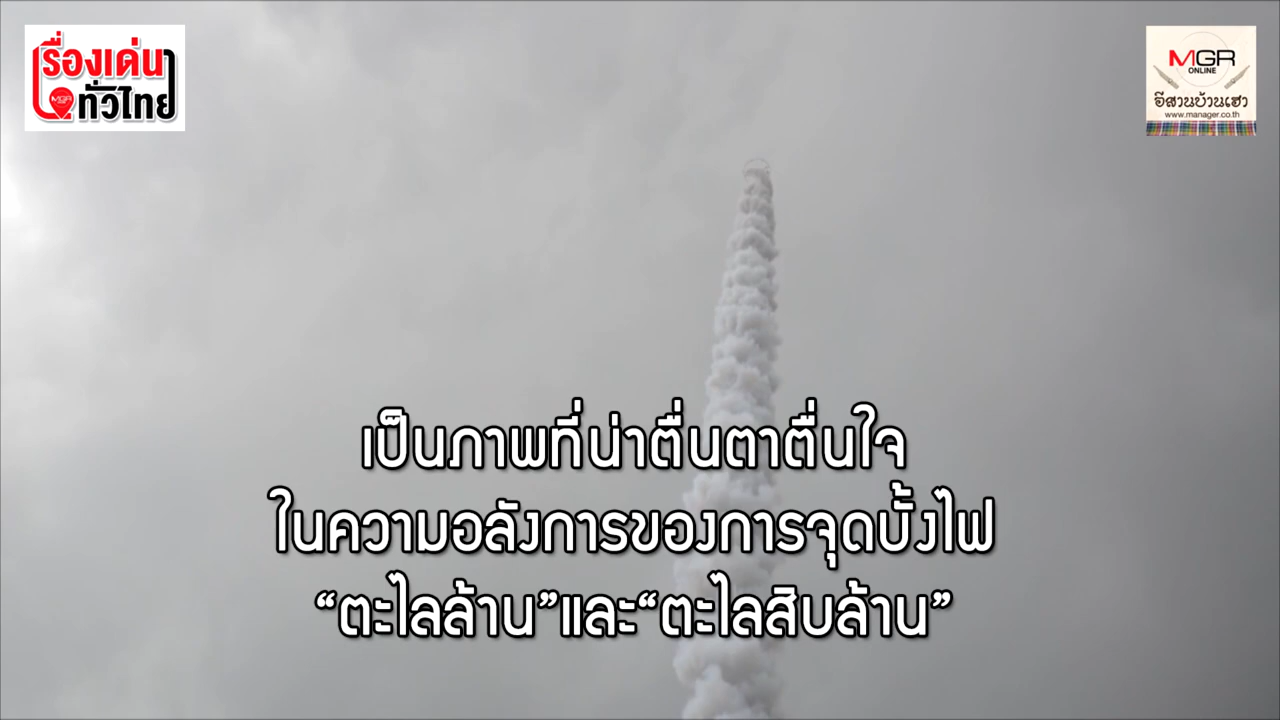 เรื่องเด่น
MGR
ทั่วไทย
MGR
ONLINE
อีสานบ้านเฮา
www.manager.co.th
เป็นภาพที่น่าตื่นตาตื่นใจ
ในความอลังการของการจุดบั้งไฟ
“ตะไลล้าน”และ“ตะไลสิบล้าน”